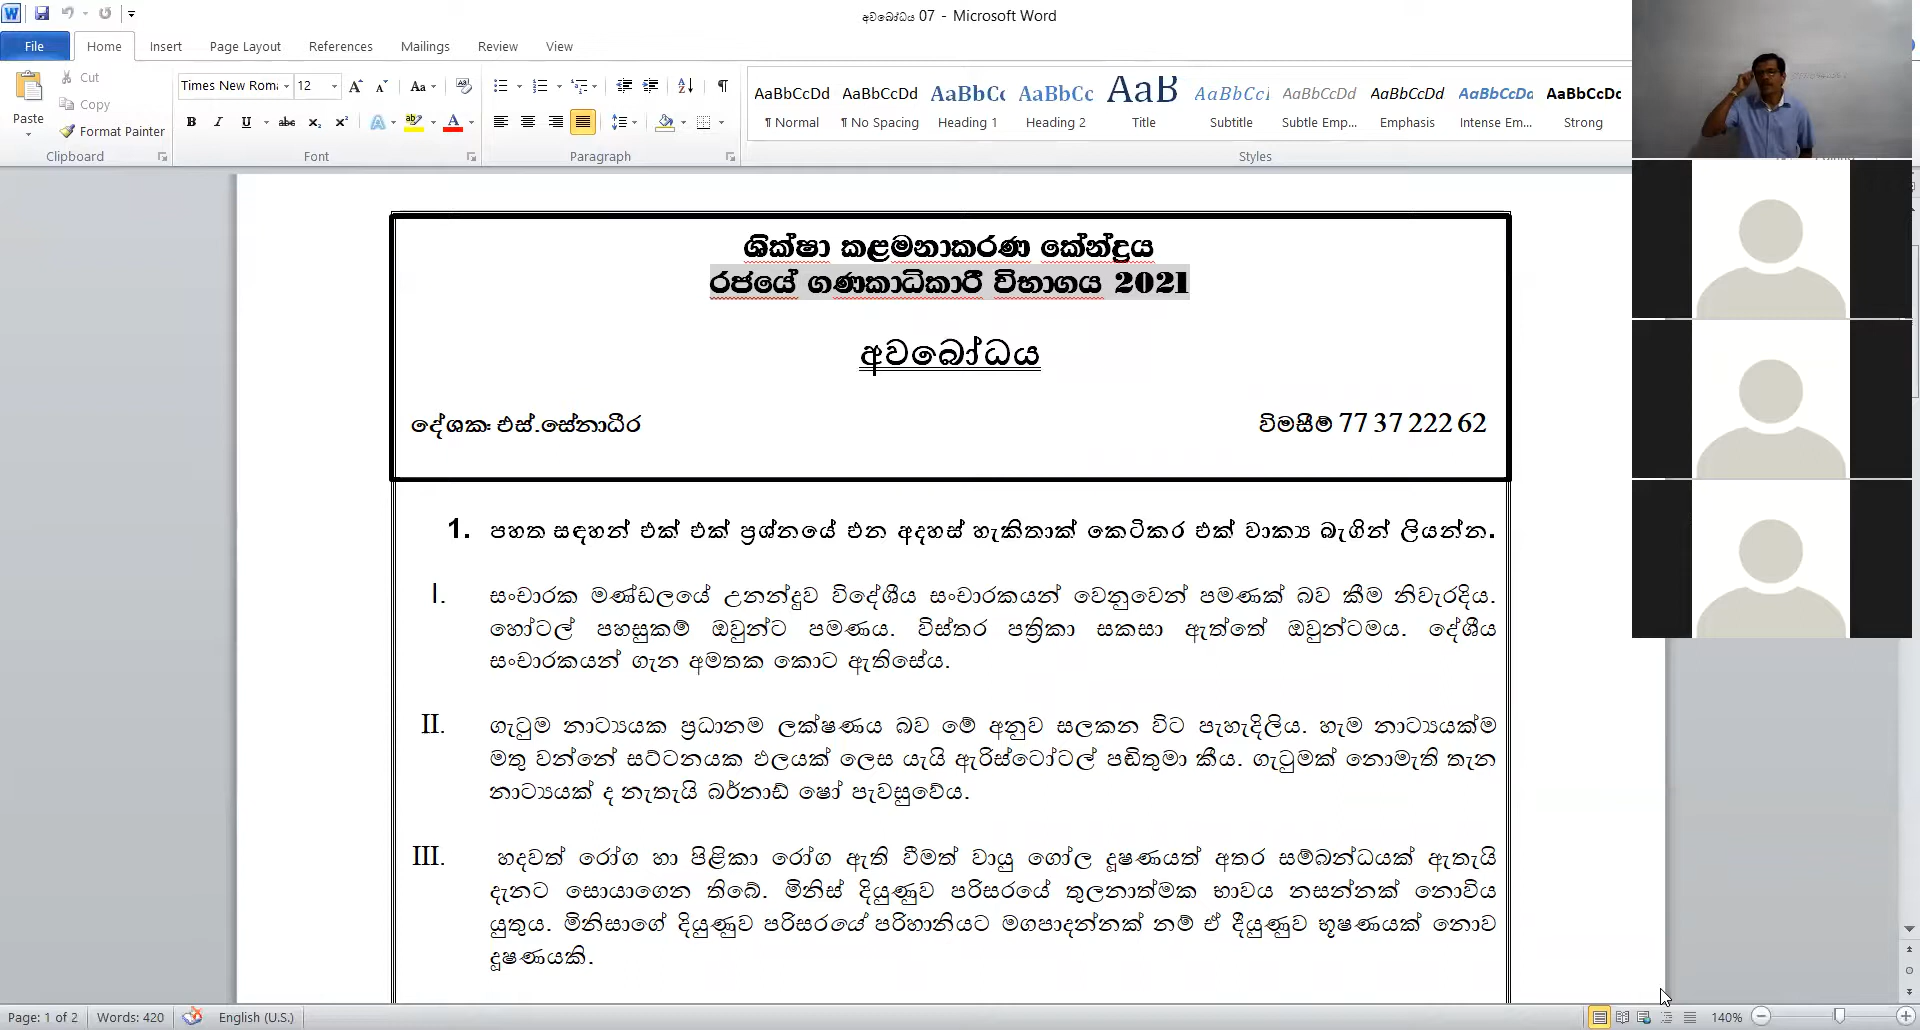 අවබෝධය 07 - Microsoft Word
File Home Insert Page Layout References Mailings Review View
Paste
Cut
Copy
Format Painter
Clipboard
Times New Rom 12
Font
Paragraph
AaBbCcDd AaBbCcDd AaBbCc AaBbCc AaB AaBbCcI AaBbCcDd AaBbCcDd AaBbCcDd AaBbCcDd
¶ Normal ¶ No Spacing Heading 1 Heading 2 Title Subtitle Subtle Emp... Emphasis Intense Em... Strong
Styles
ශික්ෂා කළමනාකරණ කේන්ද්‍රය
රජයේ ගණකාධිකාරී විභාගය 2021
අවබෝධය
දේශක: එස්.සේනාධීර
විමසීම් 77 37 222 62
1. පහත සඳහන් එක් එක් ප්‍රශ්නයේ එන අදහස් හැකිතාක් කෙටිකර එක් වාක්‍ය බැගින් ලියන්න.
I. සංචාරක මණ්ඩලයේ උනන්දුව විදේශීය සංචාරකයන් වෙනුවෙන් පමණක් බව කීම නිවැරදිය.
හෝටල් පහසුකම් ඔවුන්ට පමණය. විස්තර පත්‍රිකා සකසා ඇත්තේ ඔවුන්ටමය. දේශීය
සංචාරකයන් ගැන අමතක කොට ඇතිසේය.
II. ගැටුම නාට්‍යයක ප්‍රධානම ලක්ෂණය බව මේ අනුව සලකන විට පැහැදිලිය. හැම නාට්‍යයක්ම
මතු වන්නේ සට්ටනයක ඵලයක් ලෙස යැයි ඇරිස්ටෝටල් පඬිතුමා කීය. ගැටුමක් නොමැති තැන
නාට්‍යයක් ද නැතැයි බර්නාඩ් ෂෝ පැවසුවේය.
III. හදවත් රෝග හා පිළිකා රෝග ඇති වීමත් වායු ගෝල දූෂණයත් අතර සම්බන්ධයක් ඇතැයි
දැනට සොයාගෙන තිබේ. මිනිස් දියුණුව පරිසරයේ තුලනාත්මක භාවය නසන්නක් නොවිය
යුතුය. මිනිසාගේ දියුණුව පරිසරයේ පරිහානියට මගපාදන්නක් නම් ඒ දියුණුව භූෂණයක් නොව
දූෂණයකි.
Page: 1 of 2 Words: 420 English (U.S.) 140%